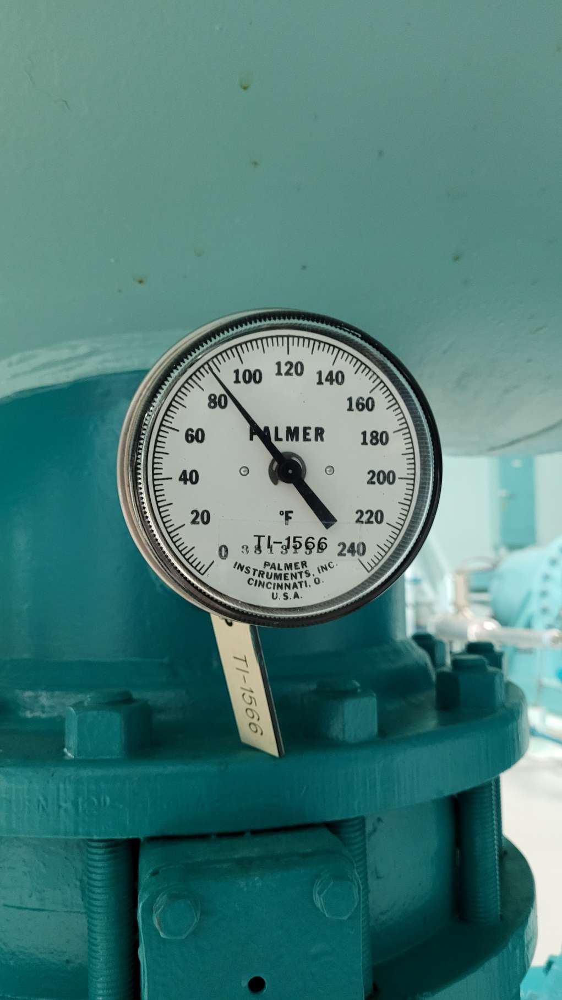 100 120 140
80 160
60 180
PALMER
40 200
20 220
°F
TI-1566
0 240
PALMER
INSTRUMENTS, INC.
CINCINNATI, O.
U.S.A.
TI-1566